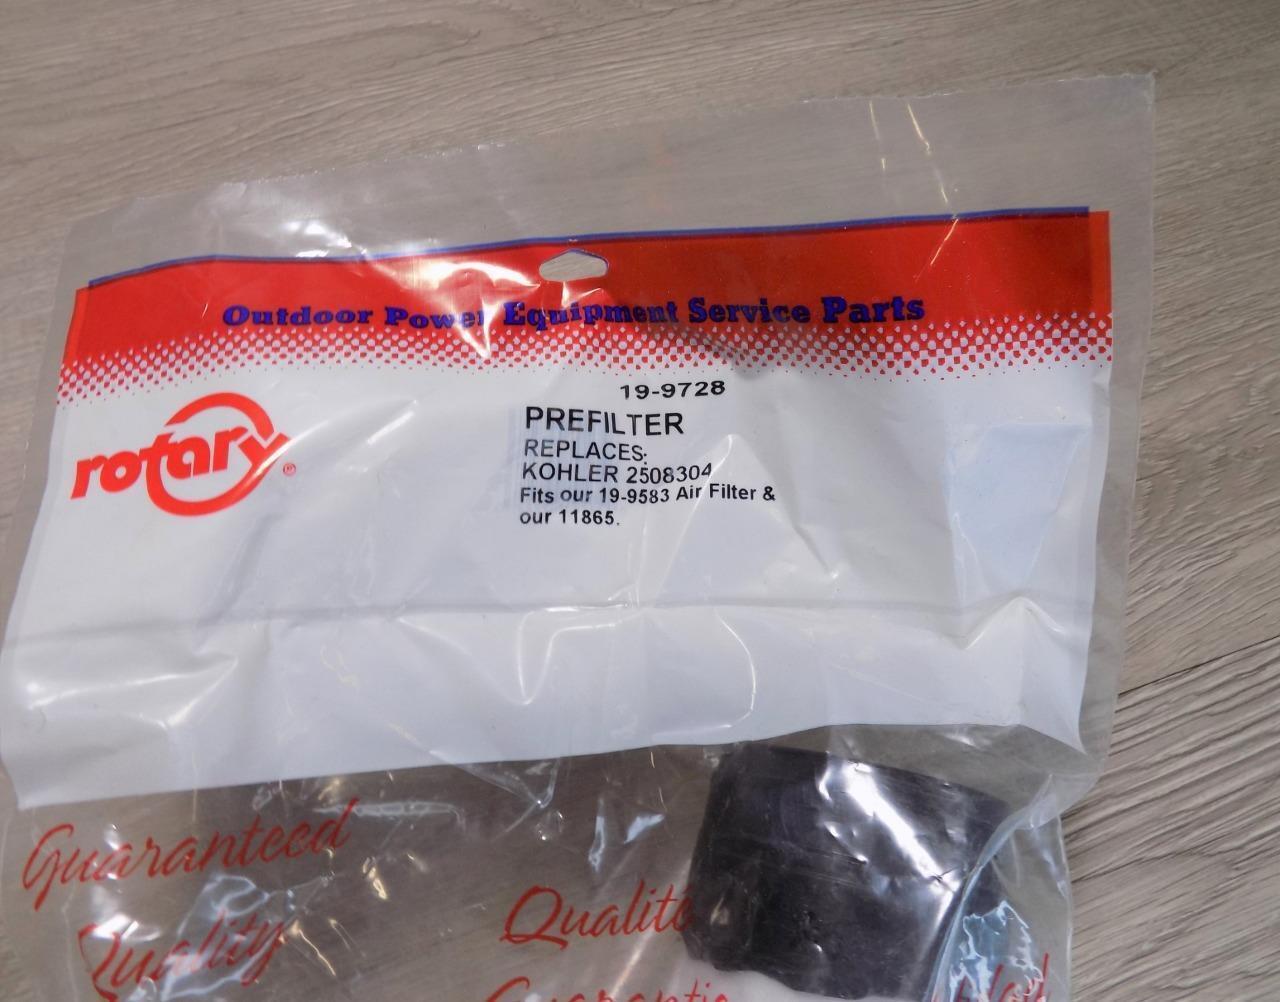 Outdoor Power Equipment Service Parts
rotary®
19-9728
PREFILTER
REPLACES:
KOHLER 2508304
Fits our 19-9583 Air Filter &
our 11865.
Guaranteed
Quality
Qualité